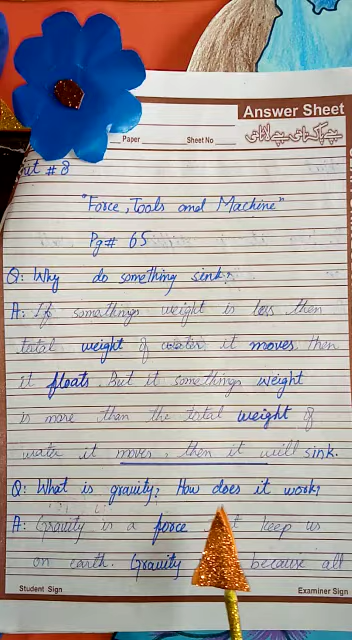 Answer Sheet
Paper Sheet No
nit # 8
"Force, Tools and Machine"
Pg# 65
Q: Why do something sink?
A: If somethings weight is less then
total weight of water it moves then
it floats. But it somethings weight
is more than the total weight of
water it moves, then it will sink.
Q: What is gravity? How does it work?
A: Gravity is a force t keep us
on earth. Gravity because all
Student Sign Examiner Sign